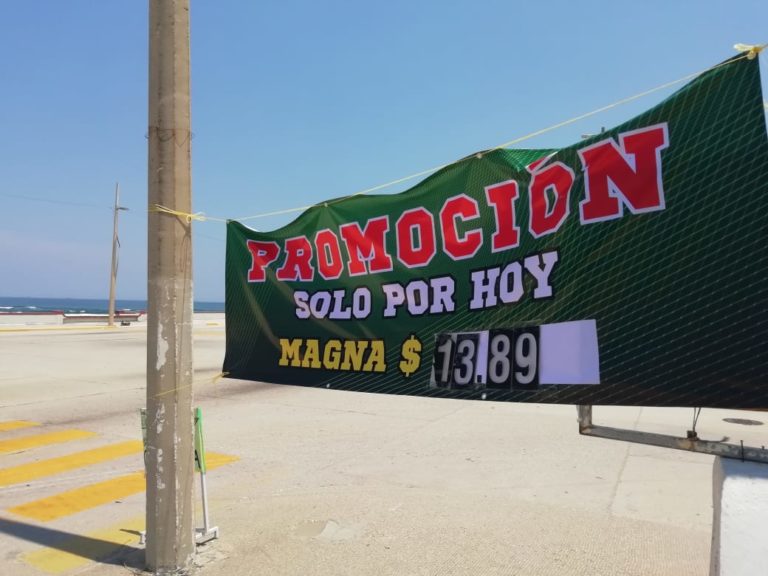 PROMOCIÓN
SOLO POR HOY
MAGNA $ 13.89